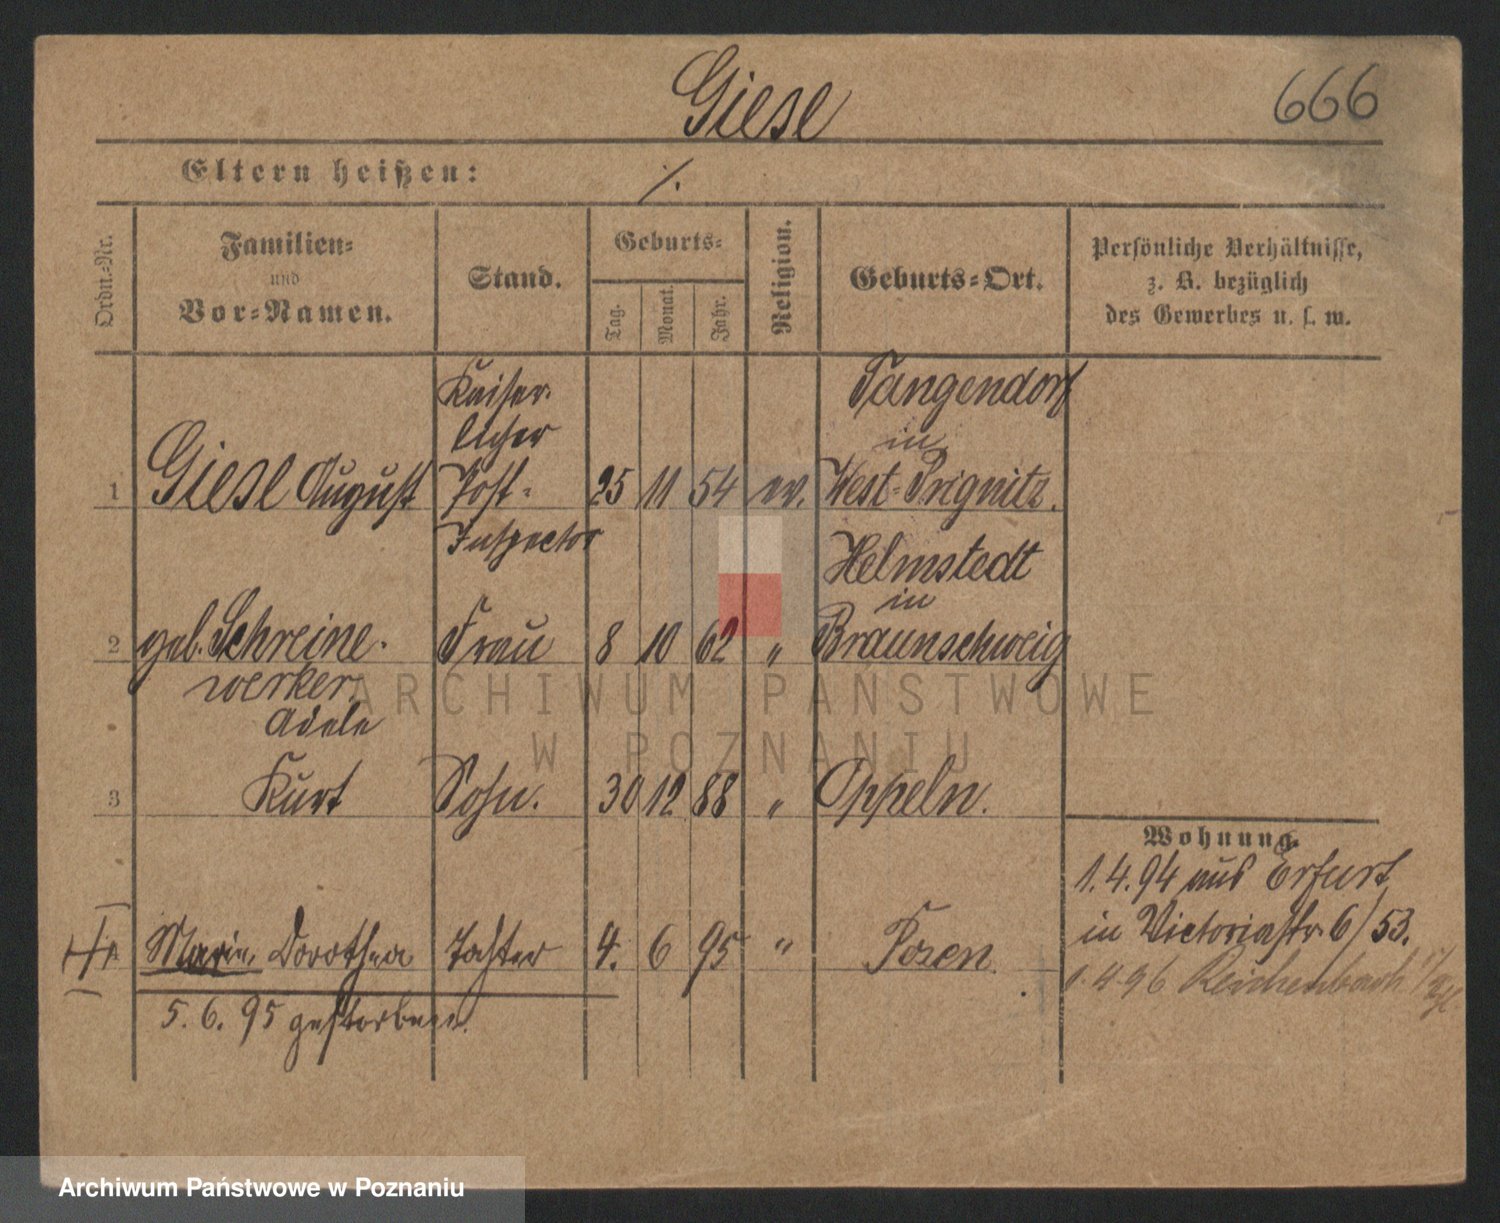 Giese
666
Eltern heißen: ./.
Ordn.-Nr.
Familien-
und
Vor-Namen.
Stand.
Geburts-
Tag.
Monat.
Jahr.
Religion.
Geburts-Ort.
Persönliche Verhältnisse,
z. B. bezüglich
des Gewerbes u. s. w.
Kaiser-
licher
Tangendorf
in
1 Giese August Post- 25 11 54 ev. West-Prignitz.
Inspector
Helmstedt
in
2 geb. Schreine- Frau 8 10 62 " Braunschweig
werker,
Adele
3 Kurt Sohn. 30 12 88 " Oppeln.
Wohnung.
1.4.94 aus Erfurt
in Victoriastr. 6/53.
4 Marie Dorothea Tochter 4. 6 95 " Posen.
1.4.96 Reichenbach
5. 6. 95 gestorben.
ARCHIWUM PAŃSTWOWE
W POZNANIU
Archiwum Państwowe w Poznaniu